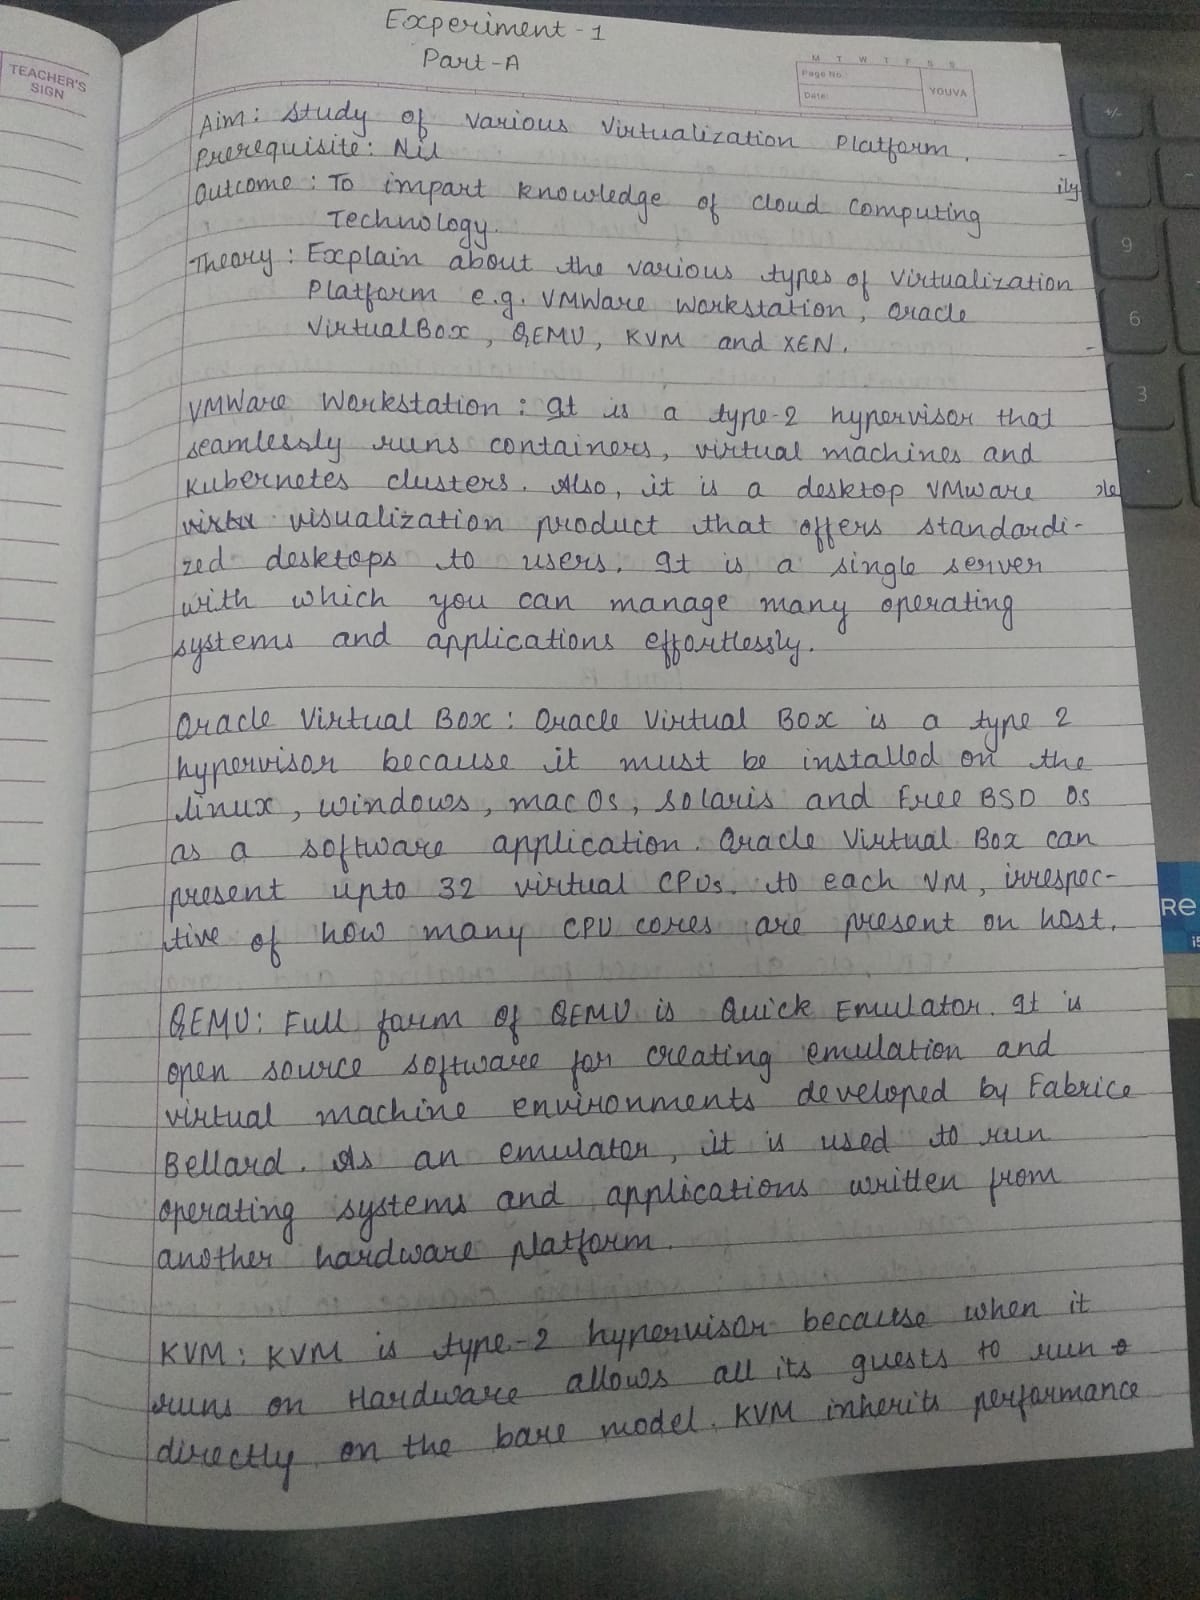 Experiment - 1
Part-A
TEACHER'S
SIGN
M T W T F S S
Page No.:
Date:
YOUVA
Aim: Study of various Virtualization Platform.
Prerequisite: Nil
Outcome: To impart knowledge of cloud computing
Technology.
Theory: Explain about the various types of Virtualization
Platform e.g. VMWare Workstation, Oracle
VirtualBox, QEMU, KVM and XEN.
VMWare Workstation: It is a type-2 hypervisor that
seamlessly runs containers, virtual machines and
Kubernetes clusters. Also, it is a desktop VMware
visualization product that offers standardi-
zed desktops to users. It is a single server
with which you can manage many operating
systems and applications effortlessly.
Oracle Virtual Box: Oracle Virtual Box is a type 2
hypervisor because it must be installed on the
linux, windows, mac Os, Solaris and Free BSD OS
as a software application. Oracle Virtual Box can
present upto 32 virtual CPUs. to each VM, irrespec-
tive of how many CPU cores are present on host.
QEMU: Full form of QEMU is Quick Emulator. It is
open source software for creating emulation and
virtual machine environments developed by Fabrice
Bellard. As an emulator, it is used to run
operating systems and applications written from
another hardware platform.
KVM: KVM is type-2 hypervisor because when it
runs on Hardware allows all its guests to run
directly on the bare model. KVM inherits performance
ily
+/-
9
6
3
RE
i5